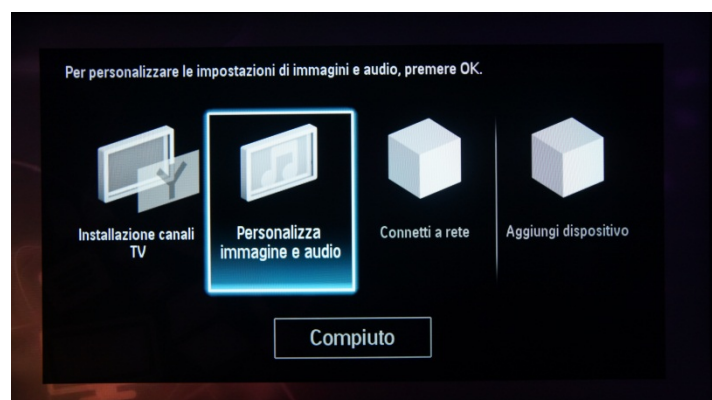 Per personalizzare le impostazioni di immagini e audio, premere OK.
Installazione canali
TV
Personalizza
immagine e audio
Connetti a rete
Aggiungi dispositivo
Compiuto